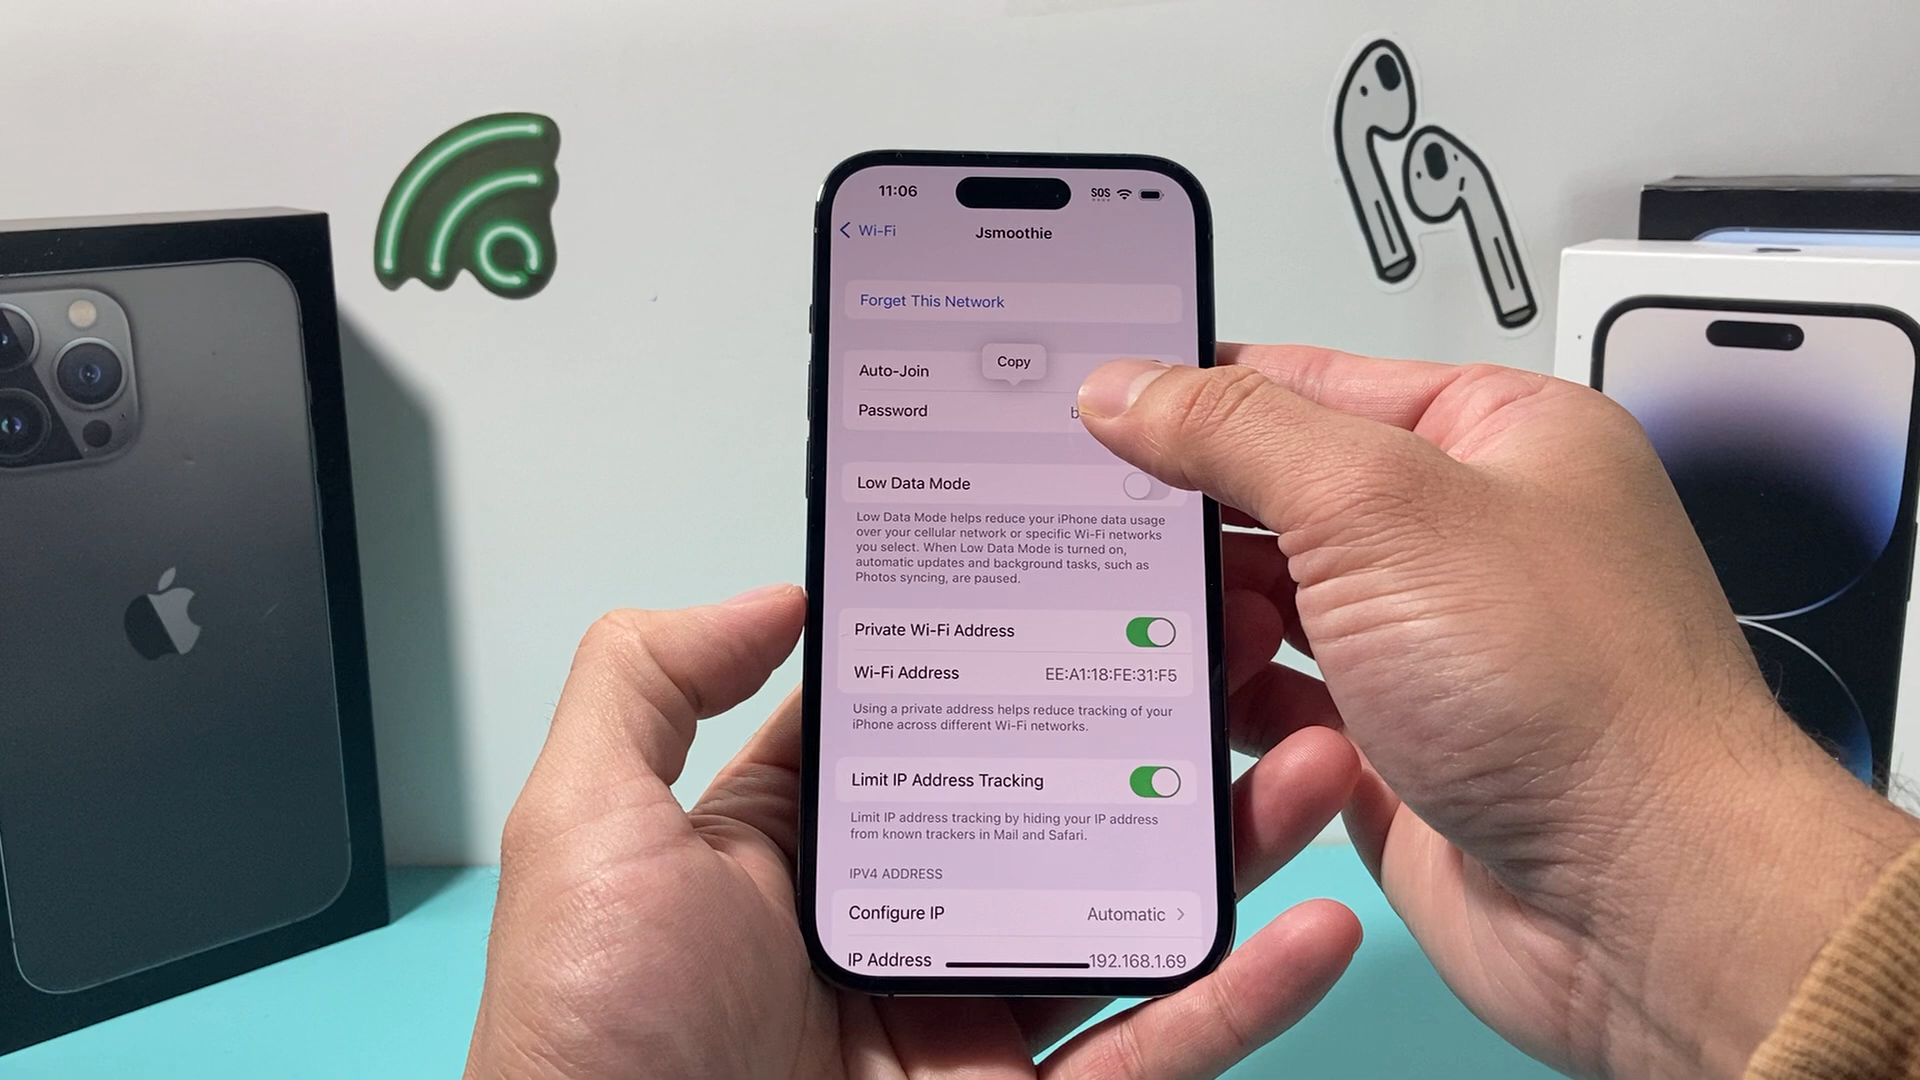 11:06 SOS
Wi-Fi Jsmoothie
Forget This Network
Copy
Auto-Join
Password b
Low Data Mode
Low Data Mode helps reduce your iPhone data usage
over your cellular network or specific Wi-Fi networks
you select. When Low Data Mode is turned on,
automatic updates and background tasks, such as
Photos syncing, are paused.
Private Wi-Fi Address
Wi-Fi Address EE:A1:18:FE:31:F5
Using a private address helps reduce tracking of your
iPhone across different Wi-Fi networks.
Limit IP Address Tracking
Limit IP address tracking by hiding your IP address
from known trackers in Mail and Safari.
IPV4 ADDRESS
Configure IP Automatic
IP Address 192.168.1.69